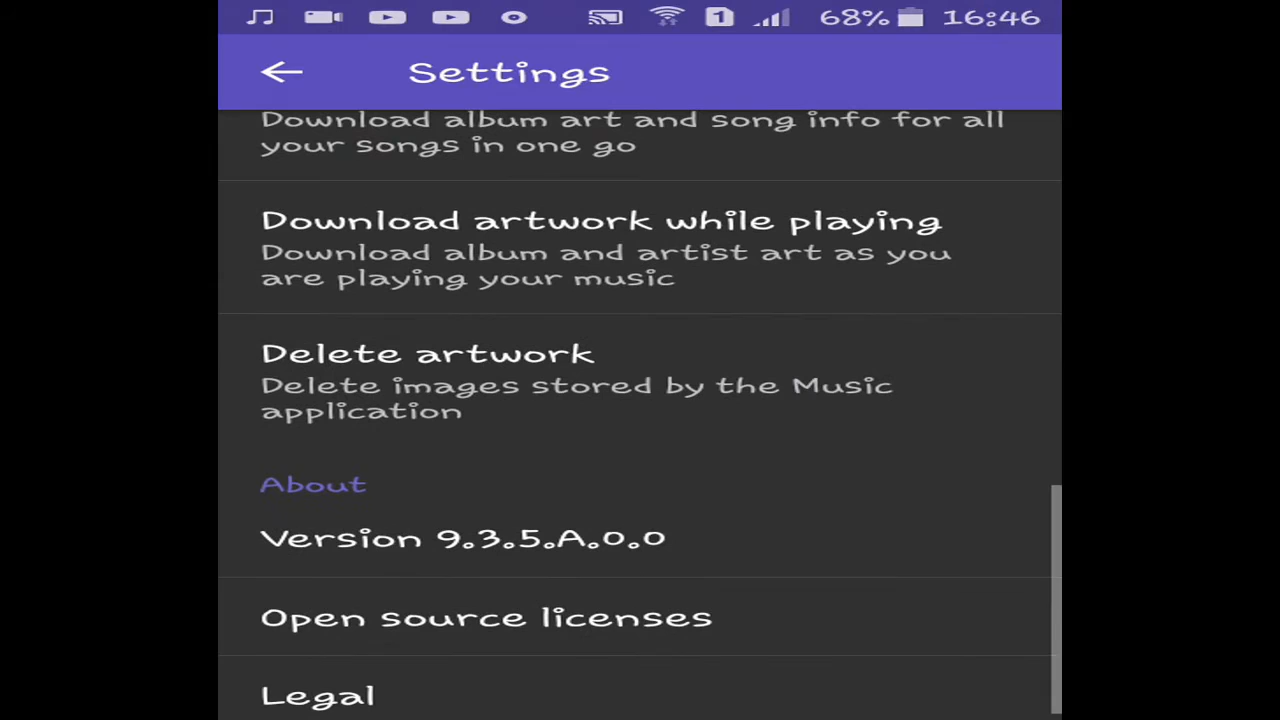 1 68% 16:46
Settings
Download album art and song info for all
your songs in one go
Download artwork while playing
Download album and artist art as you
are playing your music
Delete artwork
Delete images stored by the Music
application
About
Version 9.3.5.A.0.0
Open source licenses
Legal